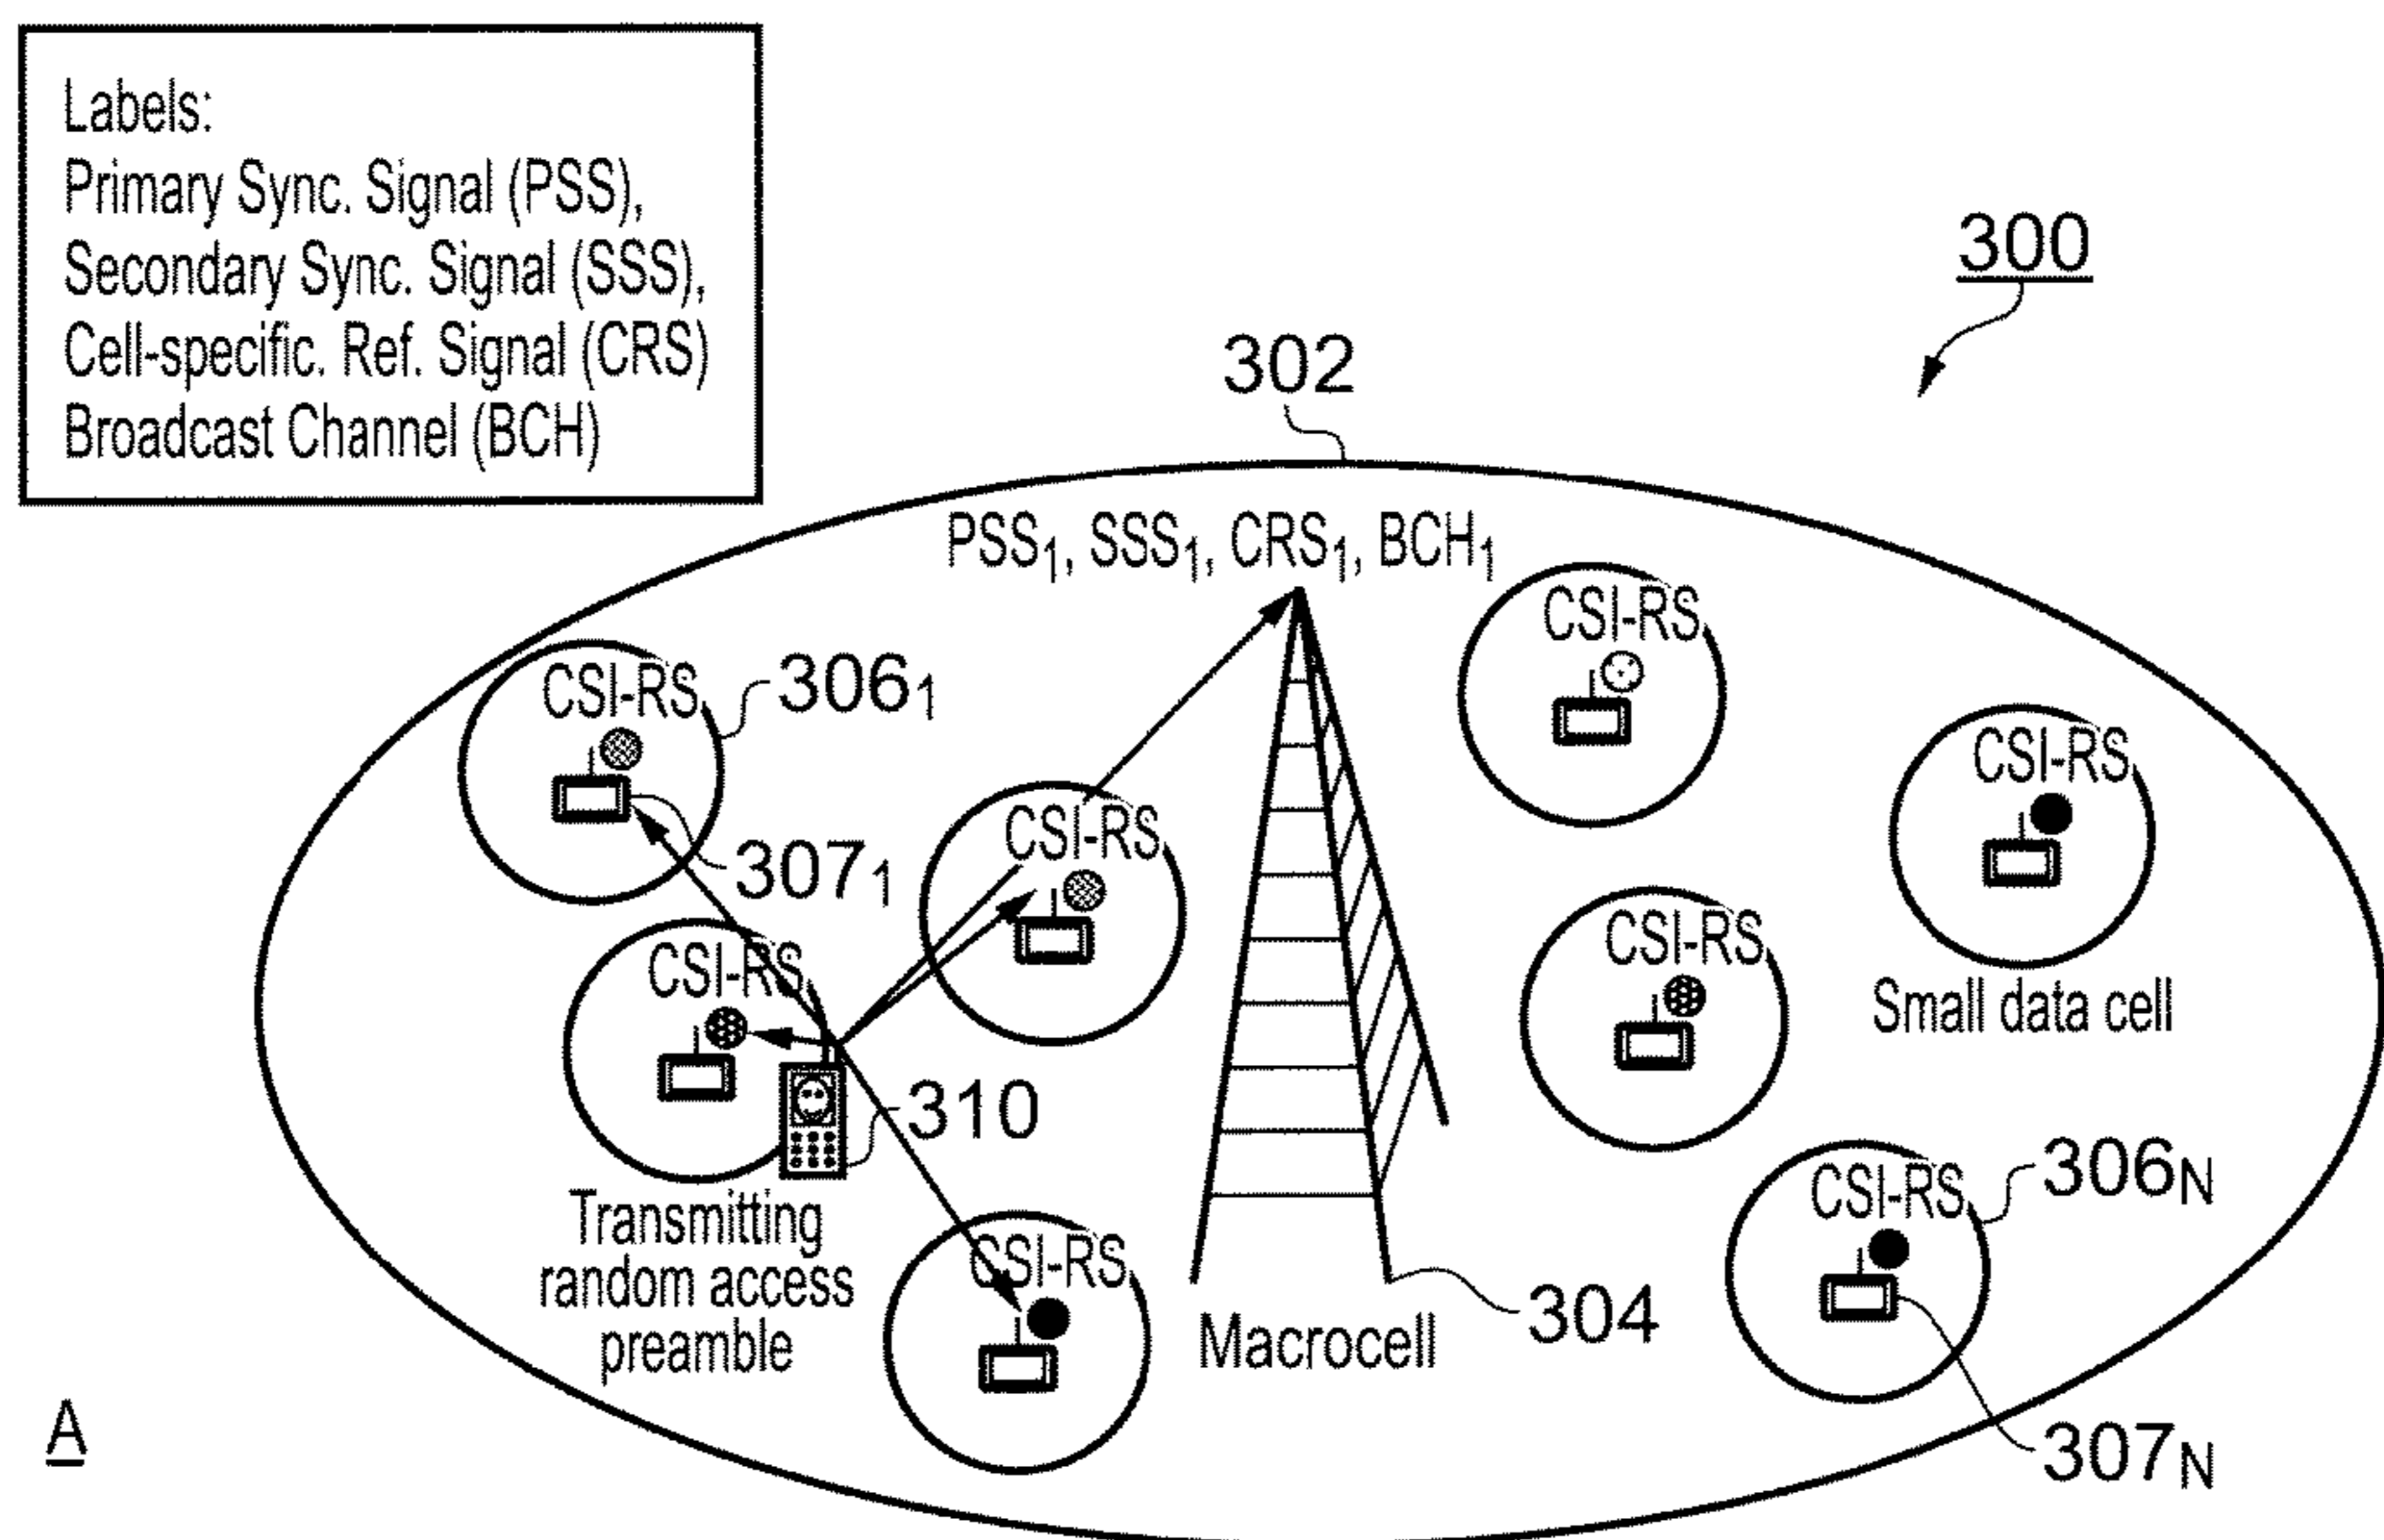 Labels:
Primary Sync. Signal (PSS),
Secondary Sync. Signal (SSS),
Cell-specific. Ref. Signal (CRS)
Broadcast Channel (BCH)
300
302
PSS₁, SSS₁, CRS₁, BCH₁
CSI-RS
CSI-RS
306₁
CSI-RS
CSI-RS
307₁
CSI-RS
CSI-RS
Small data cell
310
Transmitting
random access
preamble
CSI-RS
306N
CSI-RS
304
Macrocell
307N
A